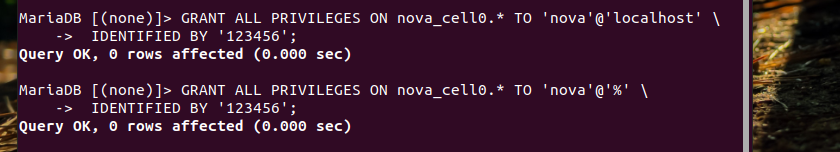 MariaDB [(none)]> GRANT ALL PRIVILEGES ON nova_cell0.* TO 'nova'@'localhost' \
    ->  IDENTIFIED BY '123456';
Query OK, 0 rows affected (0.000 sec)
MariaDB [(none)]> GRANT ALL PRIVILEGES ON nova_cell0.* TO 'nova'@'%' \
    ->  IDENTIFIED BY '123456';
Query OK, 0 rows affected (0.000 sec)